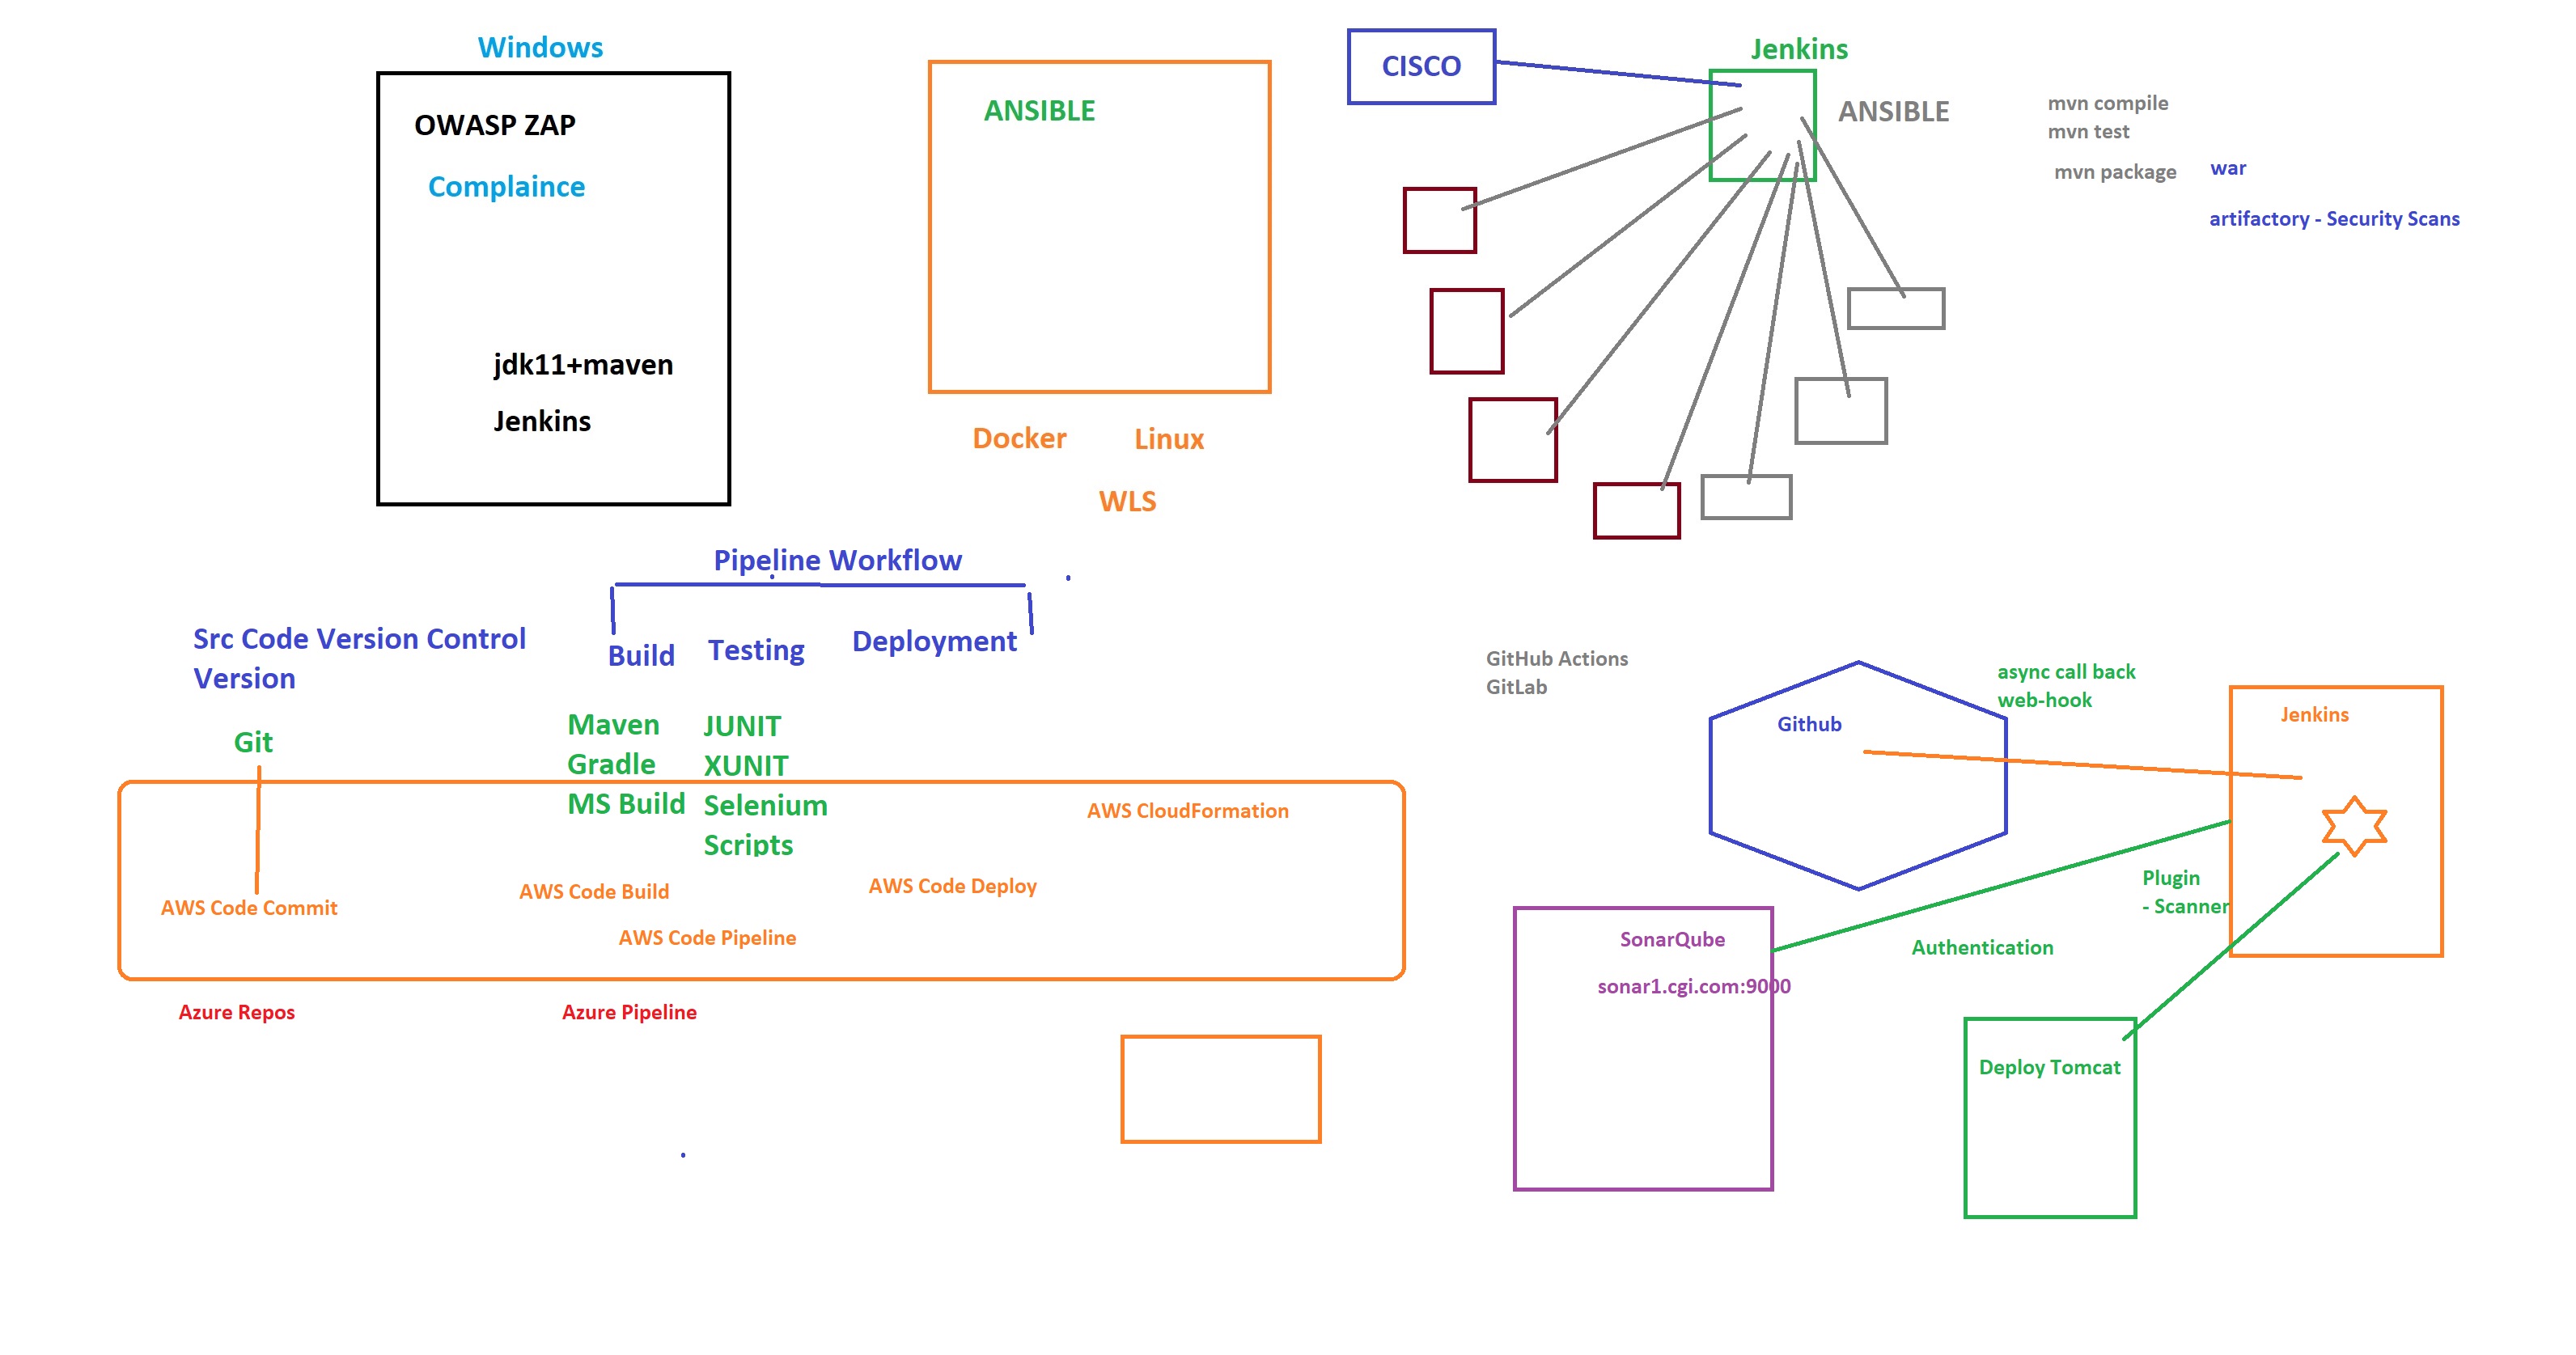 Windows
OWASP ZAP
Complaince
jdk11+maven
Jenkins
ANSIBLE
Docker
Linux
WLS
CISCO
Jenkins
ANSIBLE
mvn compile
mvn test
mvn package
war
artifactory - Security Scans
Pipeline Workflow
Src Code Version Control
Version
Build
Testing
Deployment
Git
Maven
Gradle
MS Build
JUNIT
XUNIT
Selenium
Scripts
AWS CloudFormation
AWS Code Commit
AWS Code Build
AWS Code Deploy
AWS Code Pipeline
Azure Repos
Azure Pipeline
GitHub Actions
GitLab
Github
async call back
web-hook
Jenkins
Plugin
- Scanner
Authentication
SonarQube
sonar1.cgi.com:9000
Deploy Tomcat